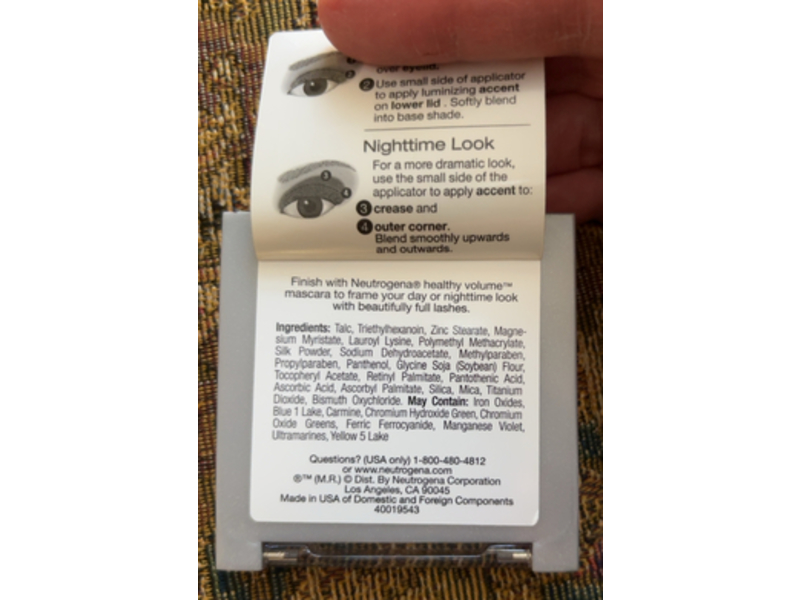 over eyelid.
2 Use small side of applicator
to apply luminizing accent
on lower lid . Softly blend
into base shade.
Nighttime Look
For a more dramatic look,
use the small side of the
applicator to apply accent to:
3 crease and
4 outer corner.
Blend smoothly upwards
and outwards.
3
4
Finish with Neutrogena® healthy volume™
mascara to frame your day or nighttime look
with beautifully full lashes.
Ingredients: Talc, Triethylhexanoin, Zinc Stearate, Magne-
sium Myristate, Lauroyl Lysine, Polymethyl Methacrylate,
Silk Powder, Sodium Dehydroacetate, Methylparaben,
Propylparaben, Panthenol, Glycine Soja (Soybean) Flour,
Tocopheryl Acetate, Retinyl Palmitate, Pantothenic Acid,
Ascorbic Acid, Ascorbyl Palmitate, Silica, Mica, Titanium
Dioxide, Bismuth Oxychloride. May Contain: Iron Oxides,
Blue 1 Lake, Carmine, Chromium Hydroxide Green, Chromium
Oxide Greens, Ferric Ferrocyanide, Manganese Violet,
Ultramarines, Yellow 5 Lake
Questions? (USA only) 1-800-480-4812
or www.neutrogena.com
®™ (M.R.) © Dist. By Neutrogena Corporation
Los Angeles, CA 90045
Made in USA of Domestic and Foreign Components
40019543